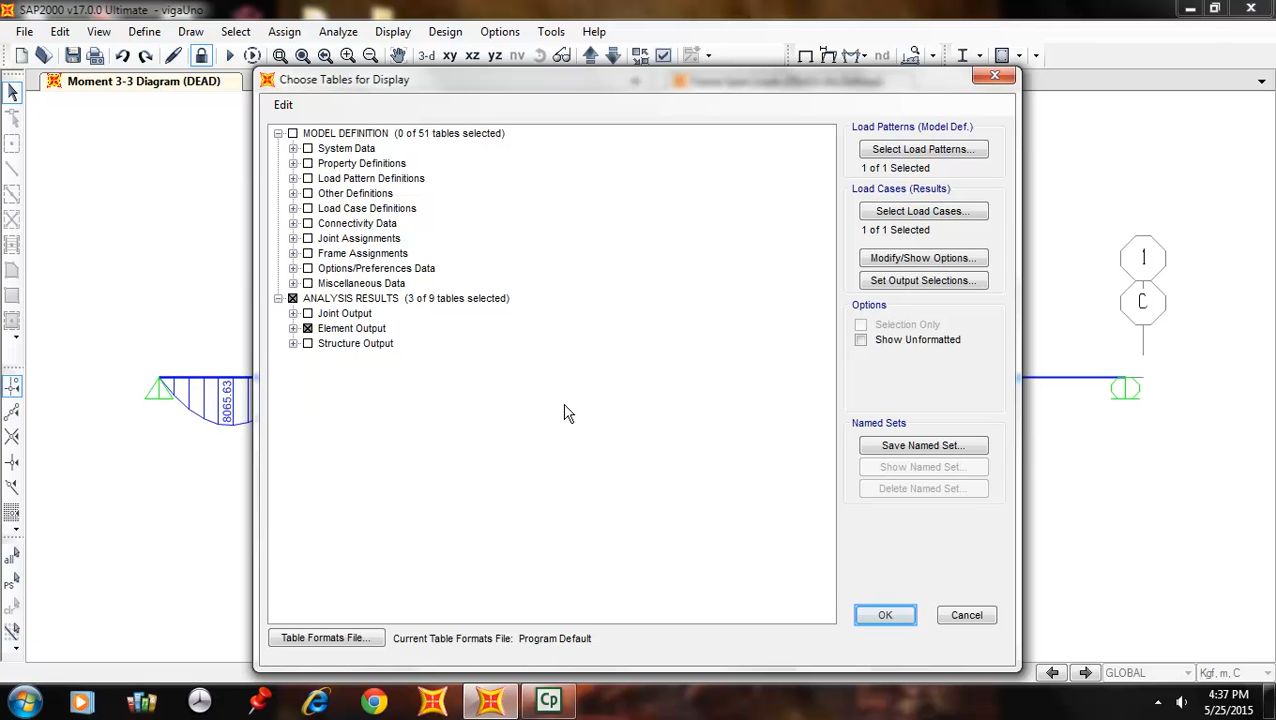 SAP2000 v17.0.0 Ultimate - vigaUno
File Edit View Define Draw Select Assign Analyze Display Design Options Tools Help
3-d xy xz yz nv nd
Moment 3-3 Diagram (DEAD)
Choose Tables for Display
Edit
MODEL DEFINITION (0 of 51 tables selected)
System Data
Property Definitions
Load Pattern Definitions
Other Definitions
Load Case Definitions
Connectivity Data
Joint Assignments
Frame Assignments
Options/Preferences Data
Miscellaneous Data
ANALYSIS RESULTS (3 of 9 tables selected)
Joint Output
Element Output
Structure Output
Load Patterns (Model Def.)
Select Load Patterns...
1 of 1 Selected
Load Cases (Results)
Select Load Cases...
1 of 1 Selected
Modify/Show Options...
Set Output Selections...
Options
Selection Only
Show Unformatted
Named Sets
Save Named Set...
Show Named Set...
Delete Named Set...
OK Cancel
Table Formats File... Current Table Formats File: Program Default
8065.63
1
C
all
PS
clr
GLOBAL Kgf, m, C
Cp
4:37 PM
5/25/2015